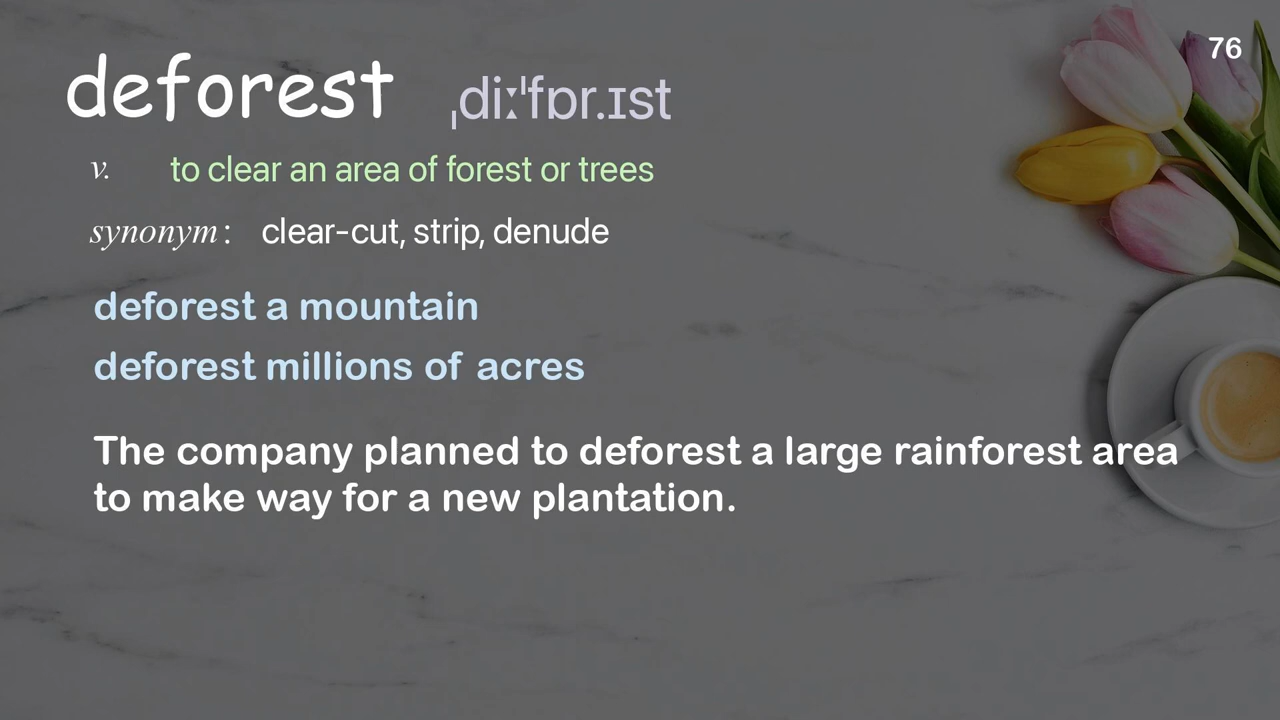 76
deforest ˌdiːˈfɒr.ɪst
v. to clear an area of forest or trees
synonym: clear-cut, strip, denude
deforest a mountain
deforest millions of acres
The company planned to deforest a large rainforest area
to make way for a new plantation.